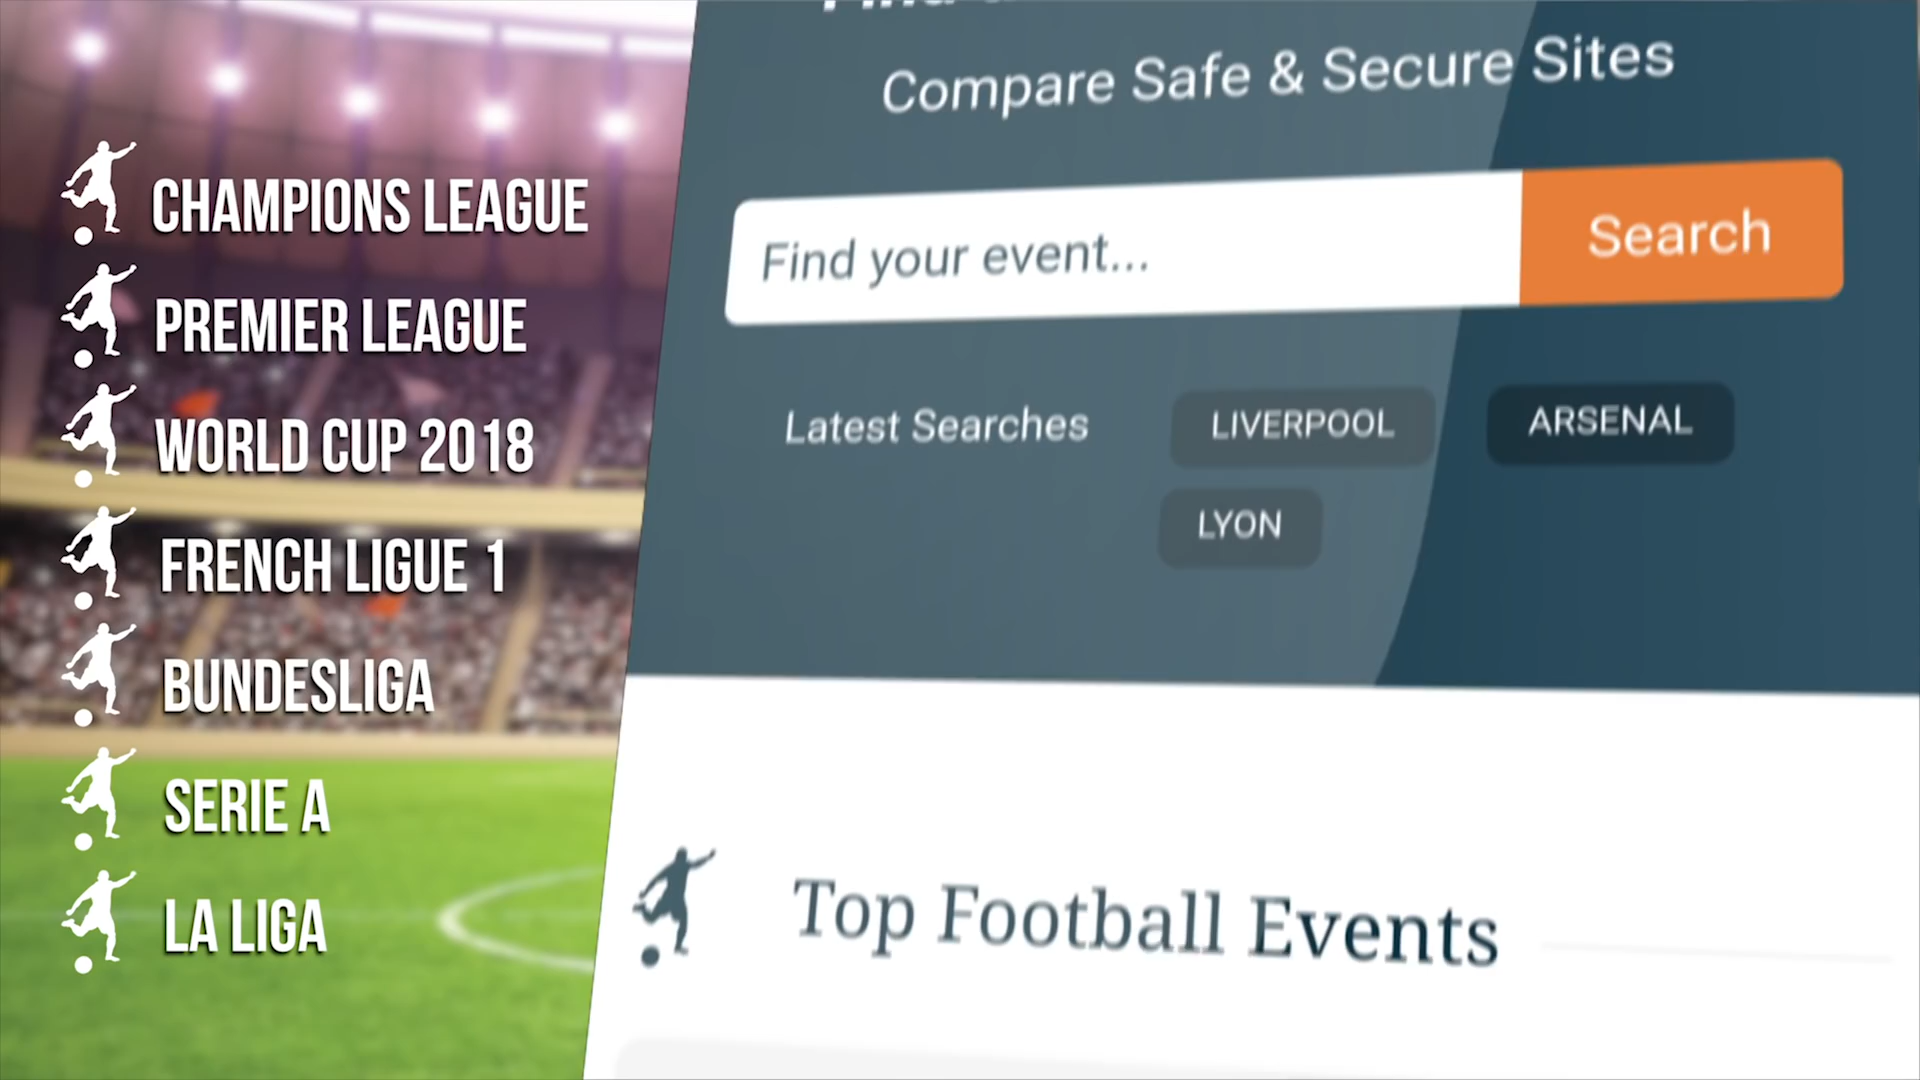 CHAMPIONS LEAGUE
PREMIER LEAGUE
WORLD CUP 2018
FRENCH LIGUE 1
BUNDESLIGA
SERIE A
LA LIGA
Compare Safe & Secure Sites
Find your event...
Search
Latest Searches
LIVERPOOL
ARSENAL
LYON
Top Football Events